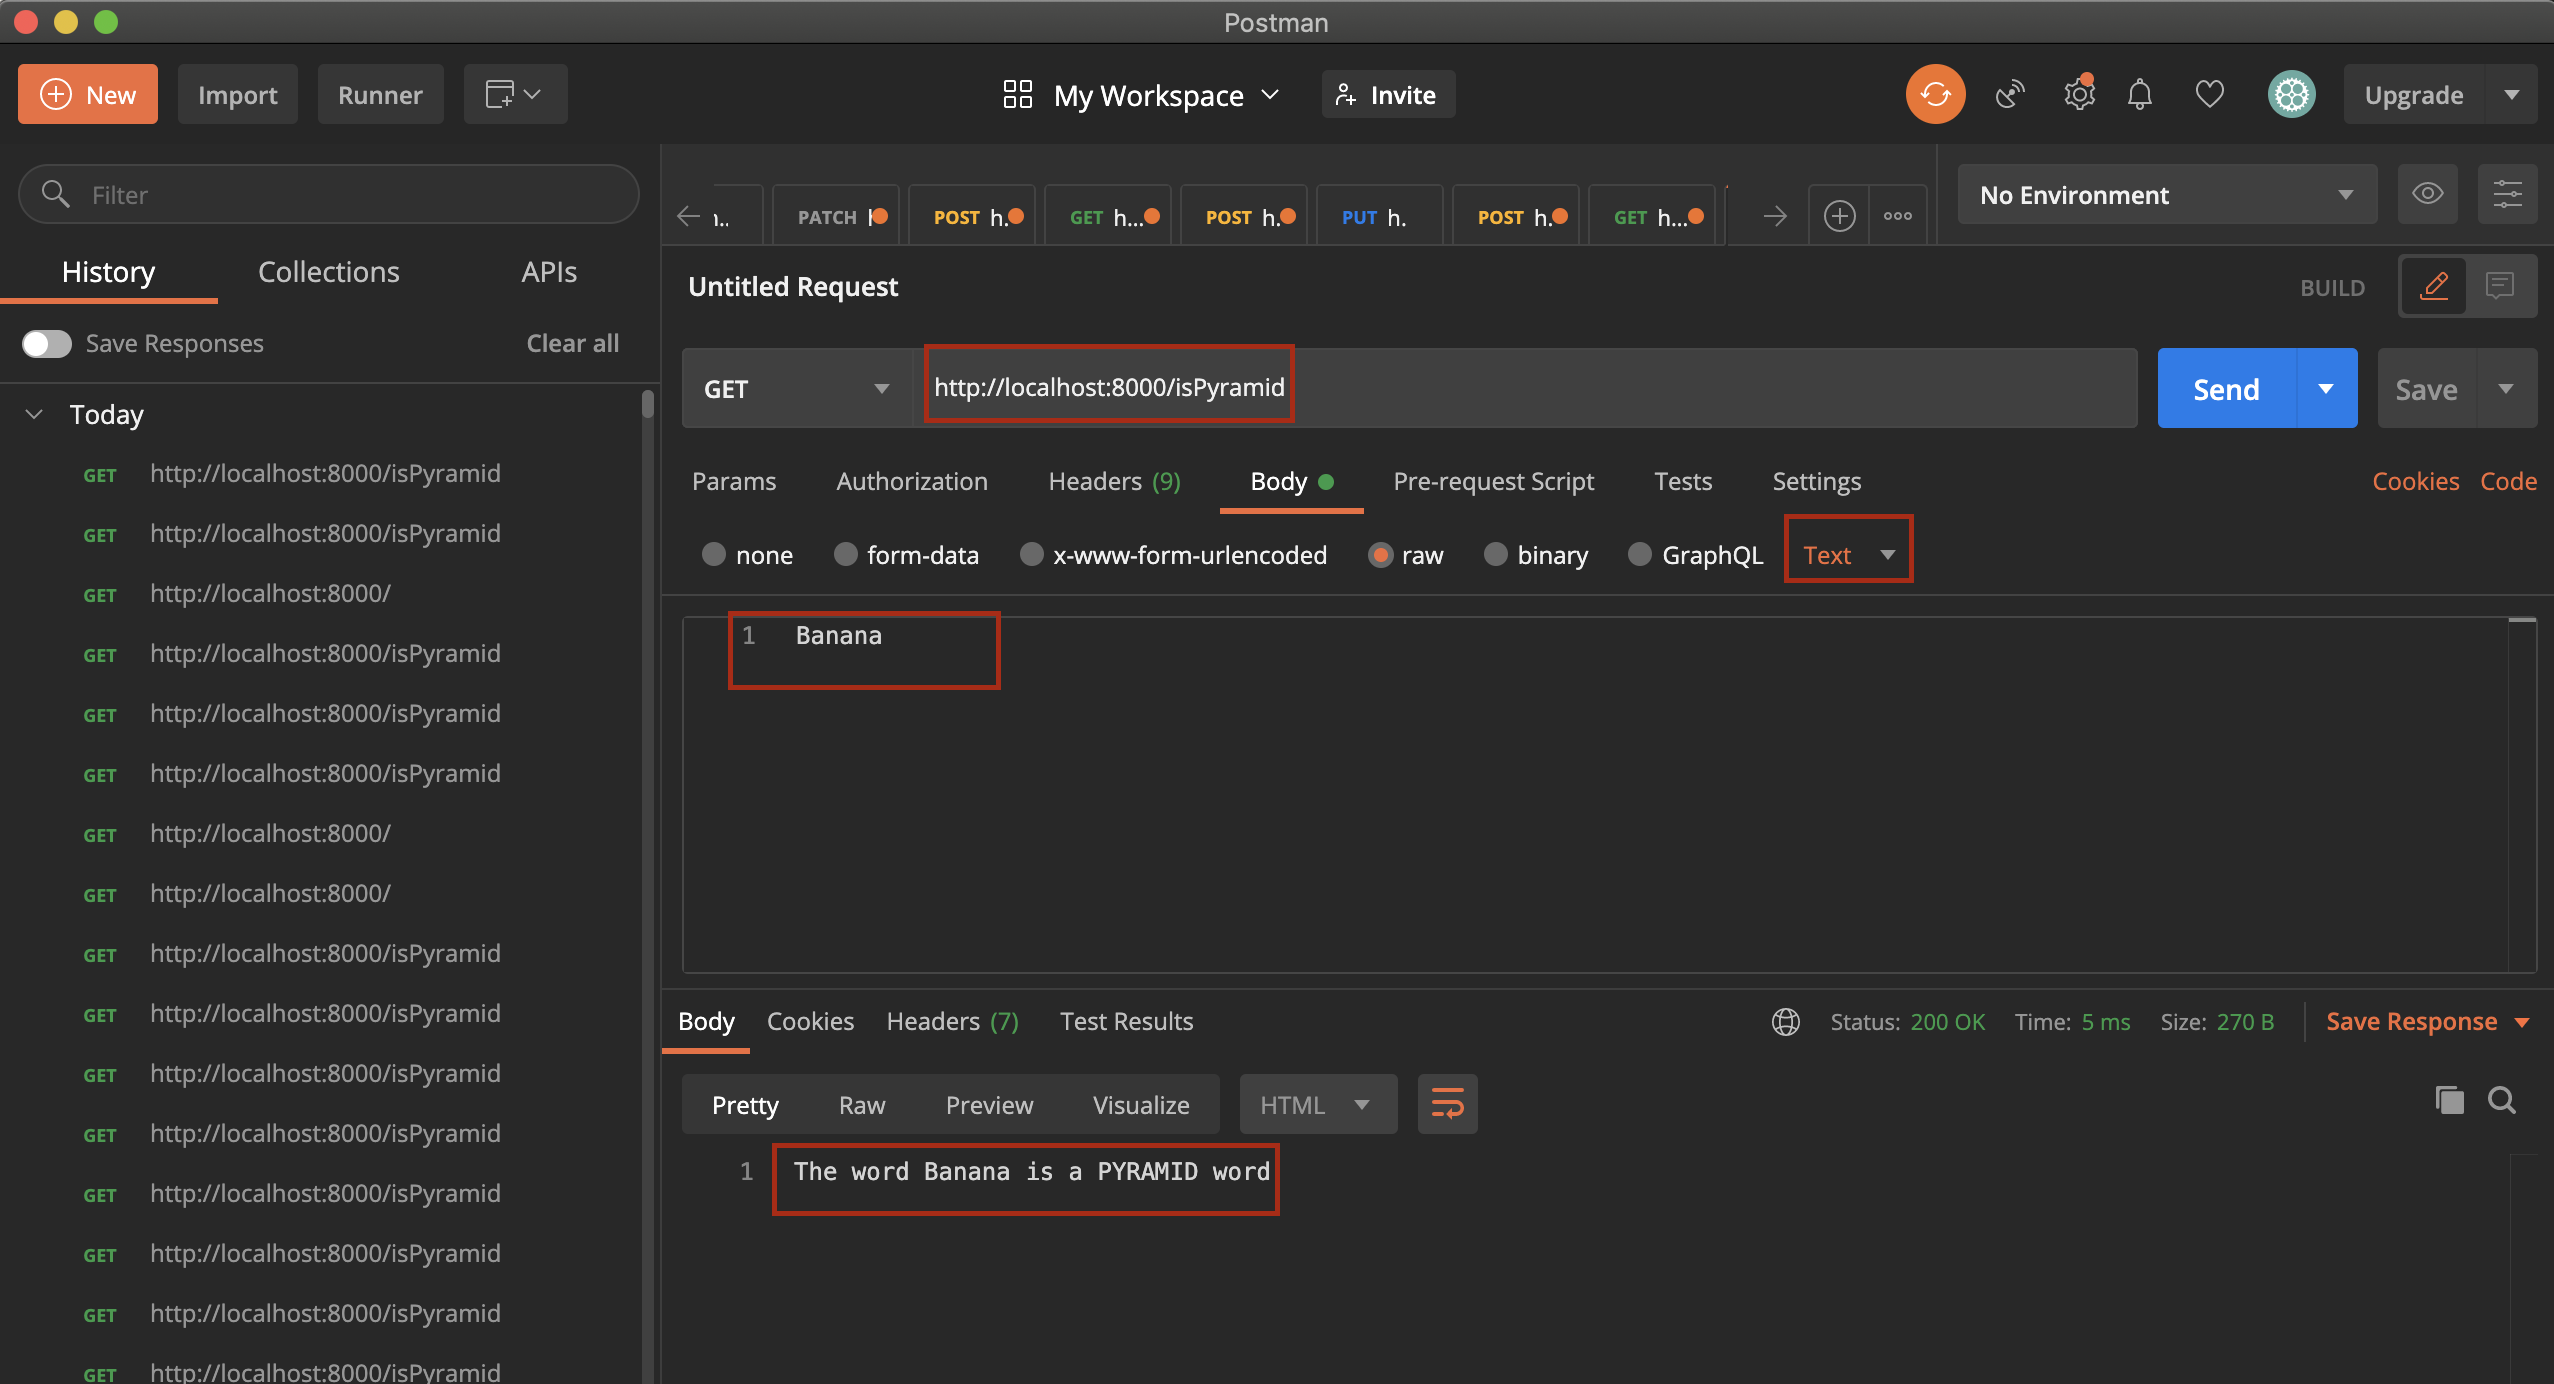 Postman
New Import Runner My Workspace Invite Upgrade
Filter
History Collections APIs
Save Responses Clear all
Today
GET http://localhost:8000/isPyramid
GET http://localhost:8000/isPyramid
GET http://localhost:8000/
GET http://localhost:8000/isPyramid
GET http://localhost:8000/isPyramid
GET http://localhost:8000/isPyramid
GET http://localhost:8000/
GET http://localhost:8000/
GET http://localhost:8000/isPyramid
GET http://localhost:8000/isPyramid
GET http://localhost:8000/isPyramid
GET http://localhost:8000/isPyramid
GET http://localhost:8000/isPyramid
GET http://localhost:8000/isPyramid
GET http://localhost:8000/isPyramid
GET http://localhost:8000/isPyramid
PATCH POST h. GET h... POST h. PUT h. POST h. GET h...
No Environment
Untitled Request BUILD
GET http://localhost:8000/isPyramid Send Save
Params Authorization Headers (9) Body Pre-request Script Tests Settings Cookies Code
none form-data x-www-form-urlencoded raw binary GraphQL Text
1 Banana
Body Cookies Headers (7) Test Results Status: 200 OK Time: 5 ms Size: 270 B Save Response
Pretty Raw Preview Visualize HTML
1 The word Banana is a PYRAMID word